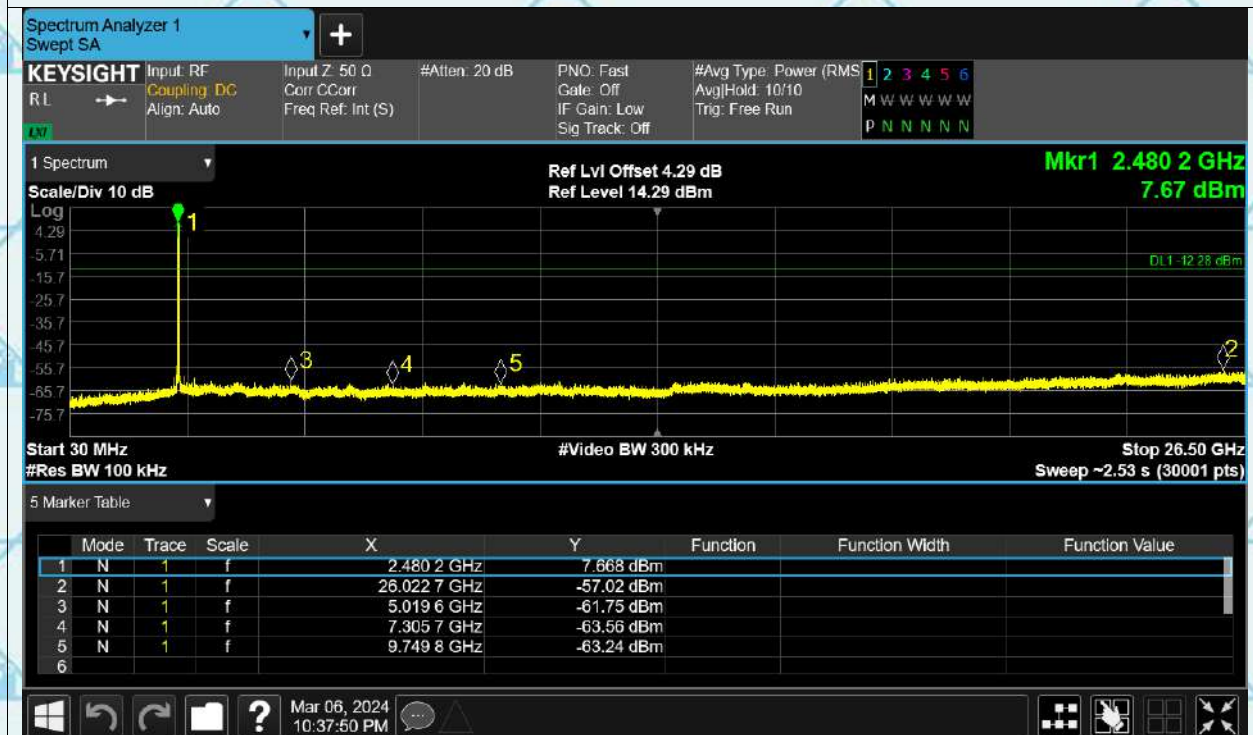 Spectrum Analyzer 1
Swept SA
+
KEYSIGHT
RL
LXI
Input: RF
Coupling: DC
Align: Auto
Input Z: 50 Ω
Corr CCorr
Freq Ref: Int (S)
#Atten: 20 dB
PNO: Fast
Gate: Off
IF Gain: Low
Sig Track: Off
#Avg Type: Power (RMS
Avg|Hold: 10/10
Trig: Free Run
1 2 3 4 5 6
M W W W W W
P N N N N N
1 Spectrum
Scale/Div 10 dB
Ref Lvl Offset 4.29 dB
Ref Level 14.29 dBm
Mkr1 2.480 2 GHz
7.67 dBm
Log
4.29
-5.71
-15.7
-25.7
-35.7
-45.7
-55.7
-65.7
-75.7
1
DL1 -12.28 dBm
3
4
5
2
Start 30 MHz
#Video BW 300 kHz
Stop 26.50 GHz
#Res BW 100 kHz
Sweep ~2.53 s (30001 pts)
5 Marker Table
Mode Trace Scale X Y Function Function Width Function Value
1 N 1 f 2.480 2 GHz 7.668 dBm
2 N 1 f 26.022 7 GHz -57.02 dBm
3 N 1 f 5.019 6 GHz -61.75 dBm
4 N 1 f 7.305 7 GHz -63.56 dBm
5 N 1 f 9.749 8 GHz -63.24 dBm
6
?
Mar 06, 2024
10:37:50 PM